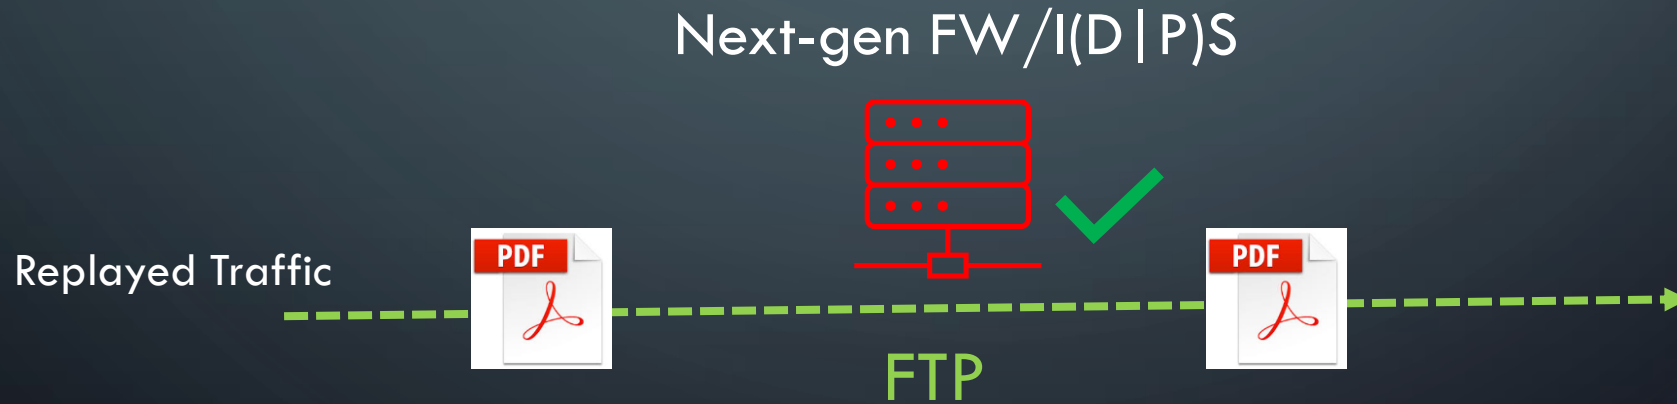 Next-gen FW/I(D|P)S
Replayed Traffic
PDF
PDF
FTP